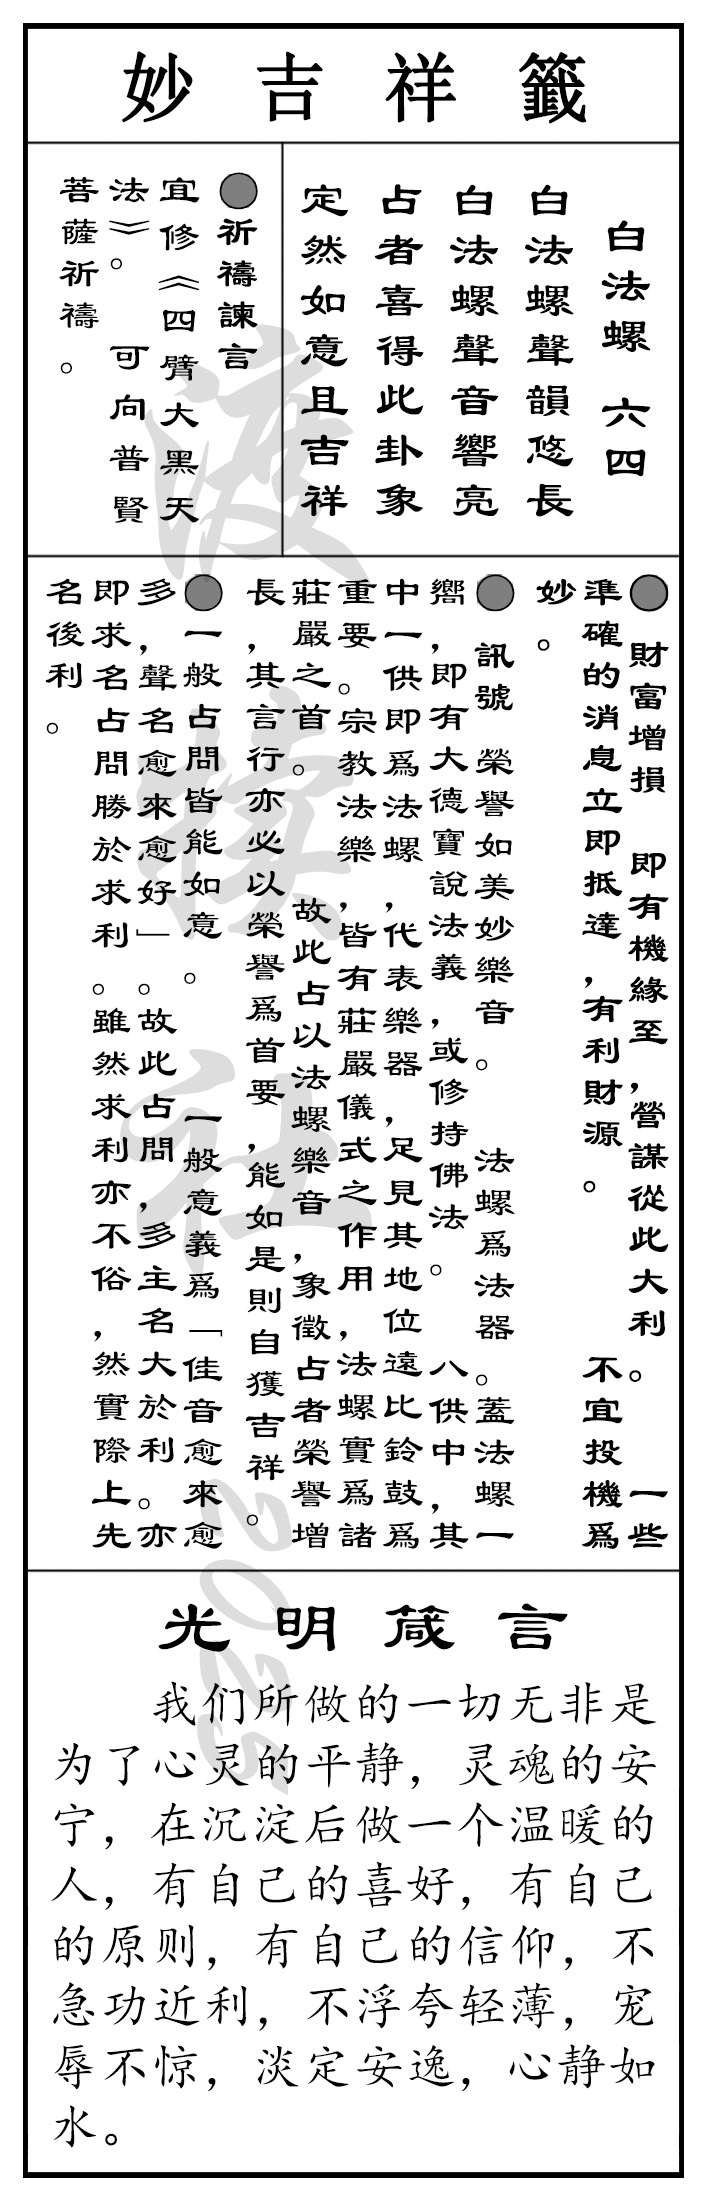 妙吉祥籤
白法螺 六四
白法螺聲韻悠長
白法螺聲音響亮
占者喜得此卦象
定然如意且吉祥
●祈禱諫言
宜修《四臂大黑天
法》。 可向普賢
菩薩祈禱。
● 財富增損 即有機緣至,營謀從此大利。 一些
準確的消息立即抵達,有利財源。 不宜投機爲
妙。
● 訊號 榮譽如美妙樂音。 法螺爲法器。蓋法螺一
嚮,即有大德寶說法義,或修持佛法。 八供中,其
中一供即爲法螺,代表樂器,足見其地位遠比鈴鼓爲
重要。宗教法樂,皆有莊嚴儀式之作用,法螺實爲諸
莊嚴之首。 故此占以法螺樂音,象徵占者榮譽增
長,其言行亦必以榮譽爲首要,能如是則自獲吉祥。
●一般占問皆能如意。 一般意義爲「佳音愈來愈
多,聲名愈來愈好」。故此占問,多主名大於利。亦
即求名占問勝於求利。雖然求利亦不俗,然實際上先
名後利。
光明箴言
我们所做的一切无非是
为了心灵的平静，灵魂的安
宁，在沉淀后做一个温暖的
人，有自己的喜好，有自己
的原则，有自己的信仰，不
急功近利，不浮夸轻薄，宠
辱不惊，淡定安逸，心静如
水。
渡
社
2025